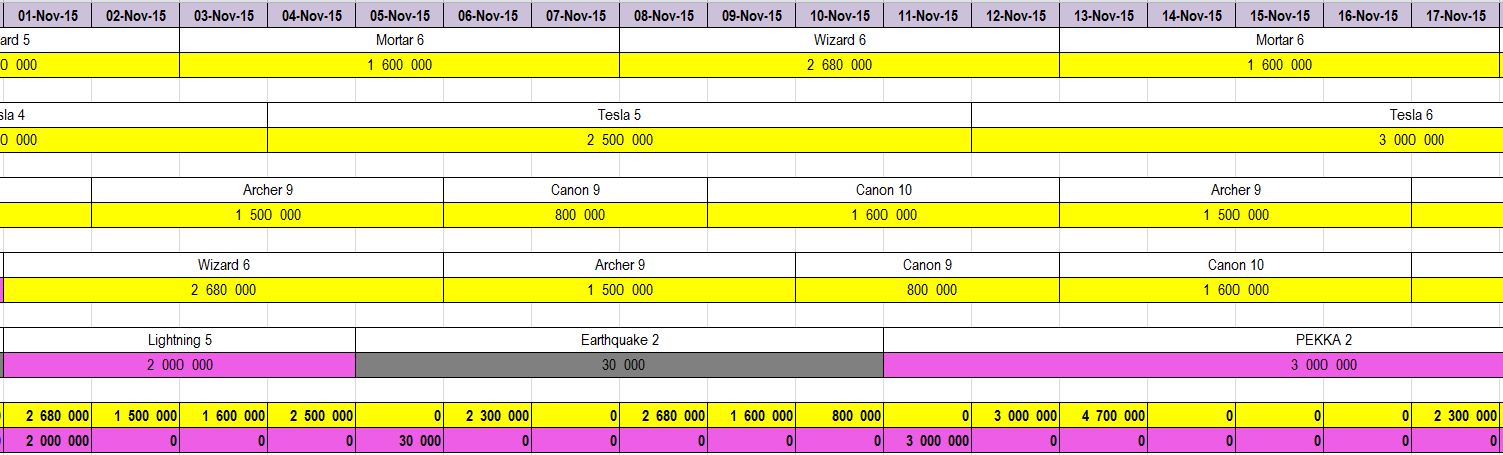 01-Nov-15 02-Nov-15 03-Nov-15 04-Nov-15 05-Nov-15 06-Nov-15 07-Nov-15 08-Nov-15 09-Nov-15 10-Nov-15 11-Nov-15 12-Nov-15 13-Nov-15 14-Nov-15 15-Nov-15 16-Nov-15 17-Nov-15
ard 5 Mortar 6 Wizard 6 Mortar 6
0 000 1 600 000 2 680 000 1 600 000
sla 4 Tesla 5 Tesla 6
0 000 2 500 000 3 000 000
Archer 9 Canon 9 Canon 10 Archer 9
1 500 000 800 000 1 600 000 1 500 000
Wizard 6 Archer 9 Canon 9 Canon 10
2 680 000 1 500 000 800 000 1 600 000
Lightning 5 Earthquake 2 PEKKA 2
2 000 000 30 000 3 000 000
2 680 000 1 500 000 1 600 000 2 500 000 0 2 300 000 0 2 680 000 1 600 000 800 000 0 3 000 000 4 700 000 0 0 0 2 300 000
2 000 000 0 0 0 30 000 0 0 0 0 0 3 000 000 0 0 0 0 0 0